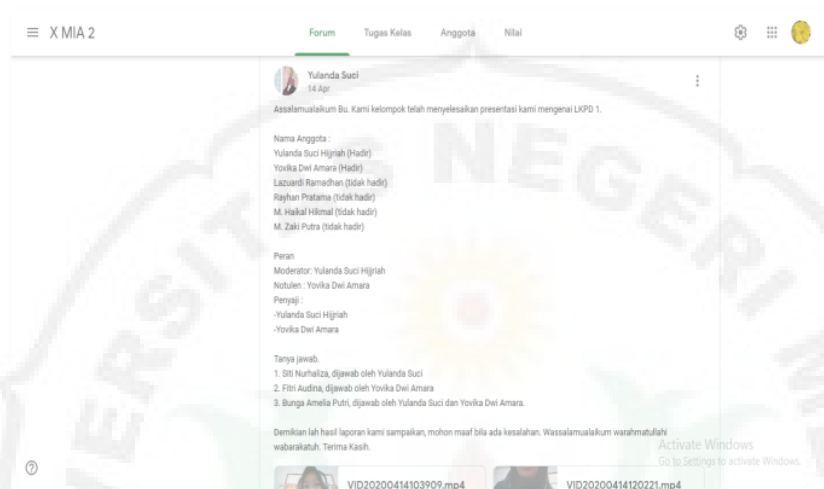 X MIA 2
Forum
Tugas Kelas
Anggota
Nilai
Yulanda Suci
14 Apr
Assalamualaikum Bu. Kami kelompok telah menyelesaikan presentasi kami mengenai LKPD 1.
Nama Anggota :
Yulanda Suci Hijriah (Hadir)
Yovika Dwi Amara (Hadir)
Lazuardi Ramadhan (tidak hadir)
Rayhan Pratama (tidak hadir)
M. Haikal Hikmal (tidak hadir)
M. Zaki Putra (tidak hadir)
Peran
Moderator: Yulanda Suci Hijriah
Notulen : Yovika Dwi Amara
Penyaji :
-Yulanda Suci Hijriah
-Yovika Dwi Amara
Tanya jawab.
1. Siti Nurhaliza, dijawab oleh Yulanda Suci
2. Fitri Audina, dijawab oleh Yovika Dwi Amara
3. Bunga Amelia Putri, dijawab oleh Yulanda Suci dan Yovika Dwi Amara.
Demikian lah hasil laporan kami sampaikan, mohon maaf bila ada kesalahan. Wassalamualaikum warahmatullahi
wabarakatuh. Terima Kasih.
Activate Windows
Go to Settings to activate Windows.
VID20200414103909.mp4
VID20200414120221.mp4
NEGERI